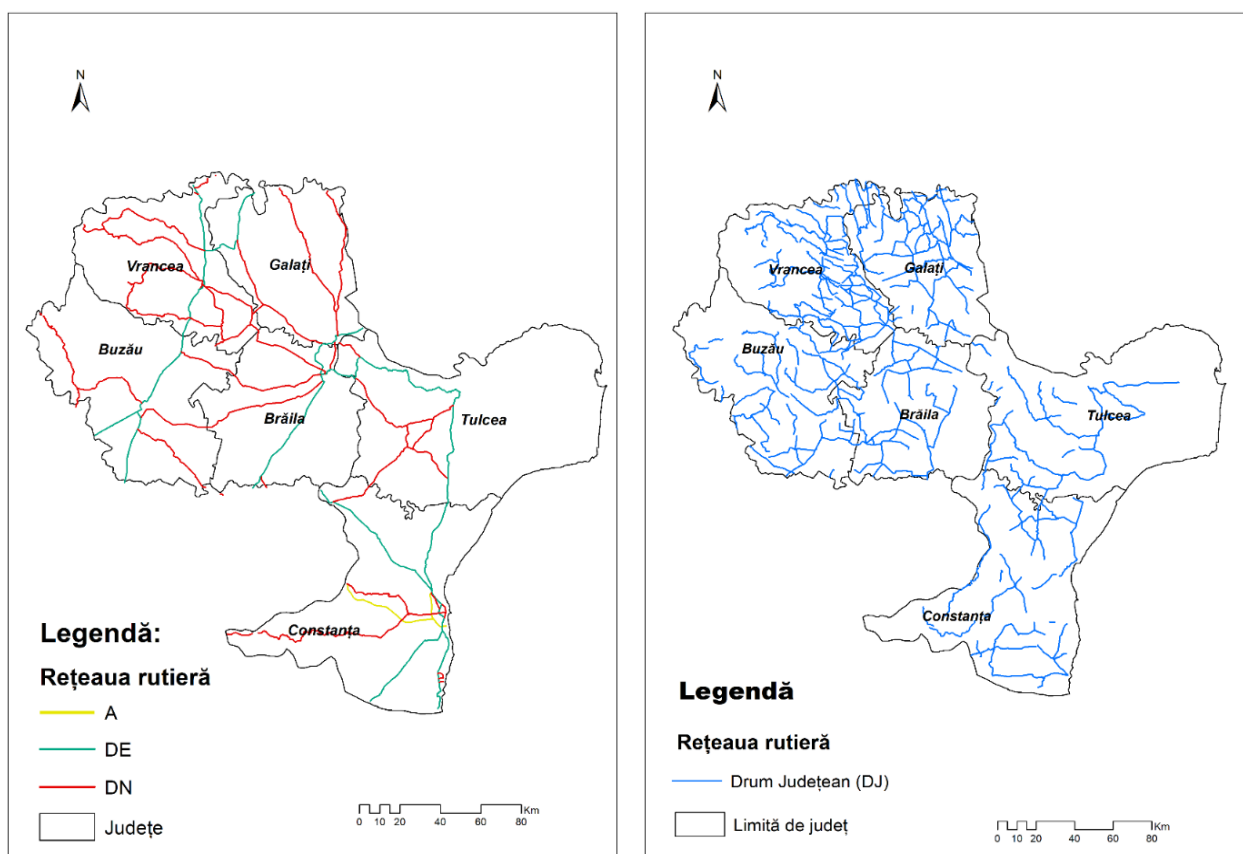 N
Vrancea
Galați
Buzău
Brăila
Tulcea
Constanța
Legendă:
Rețeaua rutieră
A
DE
DN
Județe
Km
0 10 20 40 60 80
N
Vrancea
Galați
Buzău
Brăila
Tulcea
Constanța
Legendă
Rețeaua rutieră
Drum Județean (DJ)
Limită de județ
Km
0 10 20 40 60 80